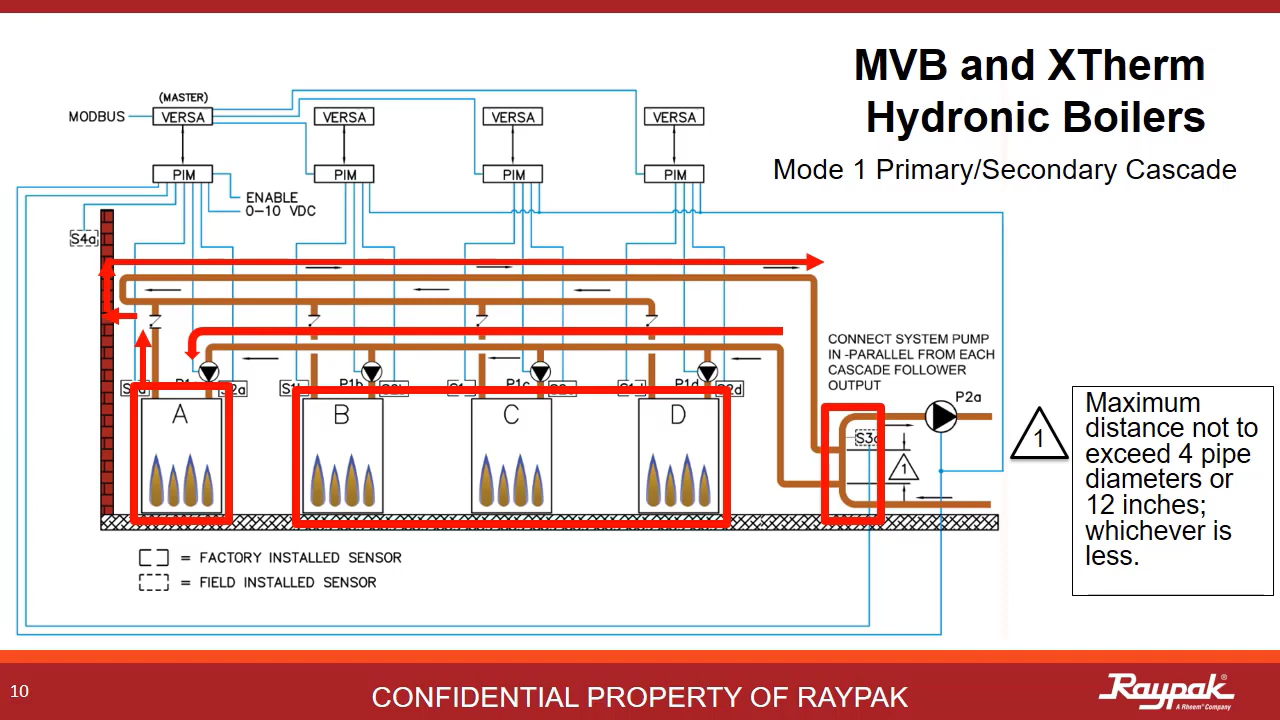 MVB and XTherm
Hydronic Boilers
Mode 1 Primary/Secondary Cascade
(MASTER)
MODBUS
VERSA
VERSA
VERSA
VERSA
PIM
PIM
PIM
PIM
ENABLE
0-10 VDC
S4a
CONNECT SYSTEM PUMP
IN -PARALLEL FROM EACH
CASCADE FOLLOWER
OUTPUT
P1b
P1c
P1d
S2d
P2a
A
B
C
D
1
1
Maximum
distance not to
exceed 4 pipe
diameters or
12 inches;
whichever is
less.
= FACTORY INSTALLED SENSOR
= FIELD INSTALLED SENSOR
10
CONFIDENTIAL PROPERTY OF RAYPAK
Raypak®
A Rheem® Company